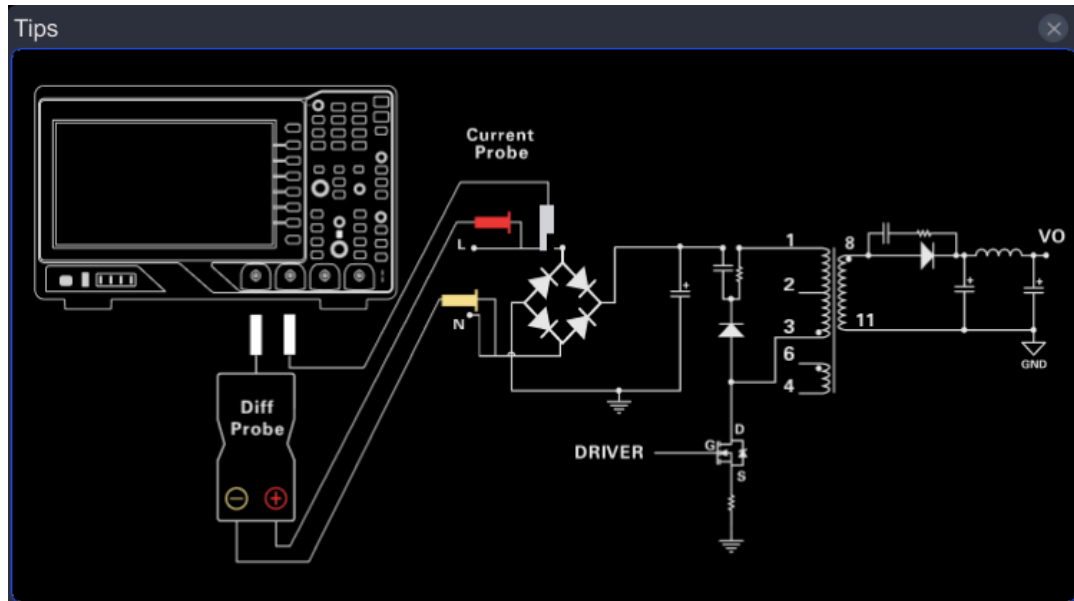 Tips
Current
Probe
L
N
1
2
3
6
4
8
11
+
+
+
VO
GND
Diff
Probe
DRIVER
G
D
S